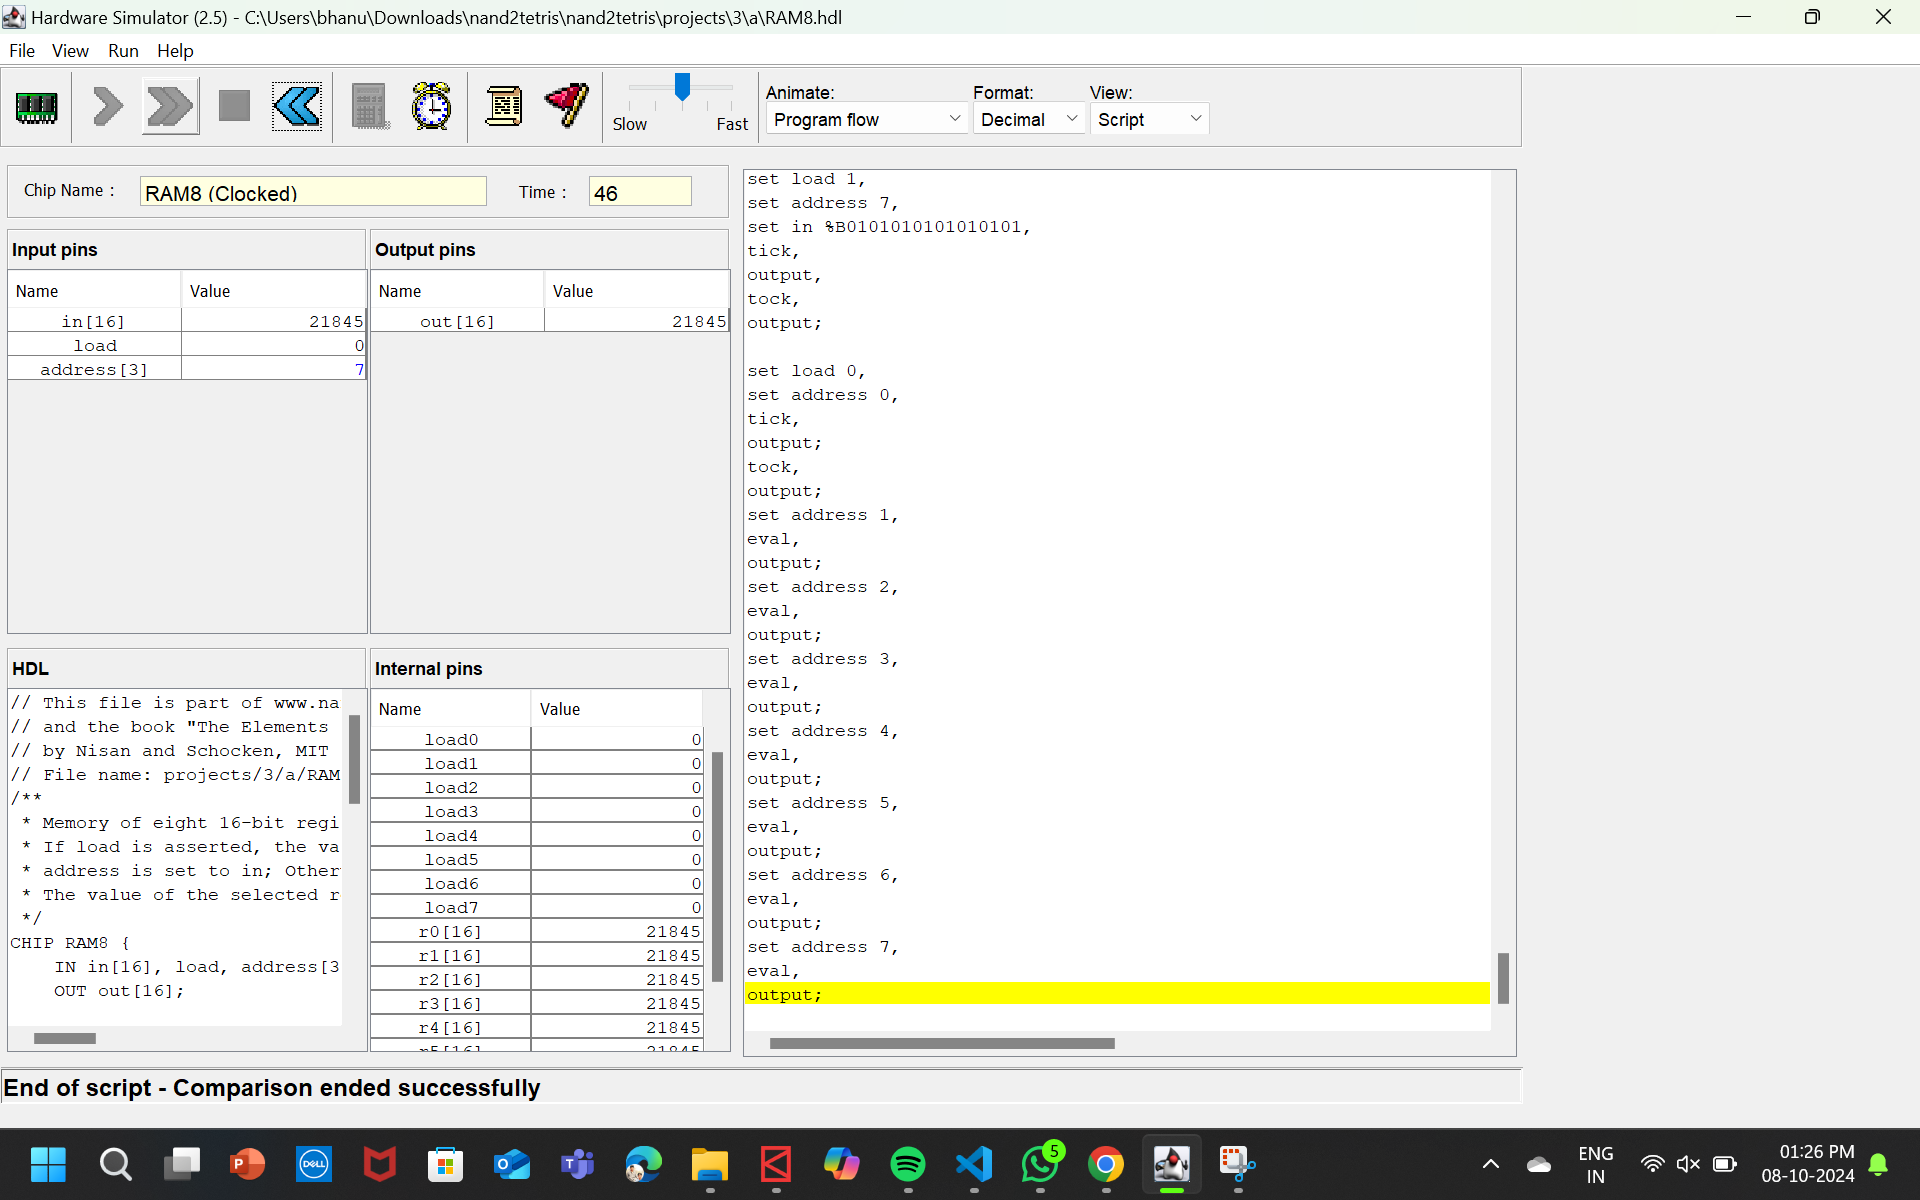 Hardware Simulator (2.5) - C:\Users\bhanu\Downloads\nand2tetris\nand2tetris\projects\3\a\RAM8.hdl
File View Run Help
Slow Fast
Animate: Format: View:
Program flow Decimal Script
Chip Name : RAM8 (Clocked) Time : 46
Input pins
Name Value
in[16] 21845
load 0
address[3] 7
Output pins
Name Value
out[16] 21845
HDL
// This file is part of www.na
// and the book "The Elements
// by Nisan and Schocken, MIT
// File name: projects/3/a/RAM
/**
* Memory of eight 16-bit regi
* If load is asserted, the va
* address is set to in; Other
* The value of the selected r
*/
CHIP RAM8 {
IN in[16], load, address[3
OUT out[16];
Internal pins
Name Value
load0 0
load1 0
load2 0
load3 0
load4 0
load5 0
load6 0
load7 0
r0[16] 21845
r1[16] 21845
r2[16] 21845
r3[16] 21845
r4[16] 21845
r5[16] 21845
set load 1,
set address 7,
set in %B0101010101010101,
tick,
output,
tock,
output;
set load 0,
set address 0,
tick,
output;
tock,
output;
set address 1,
eval,
output;
set address 2,
eval,
output;
set address 3,
eval,
output;
set address 4,
eval,
output;
set address 5,
eval,
output;
set address 6,
eval,
output;
set address 7,
eval,
output;
End of script - Comparison ended successfully
5
ENG
IN
01:26 PM
08-10-2024